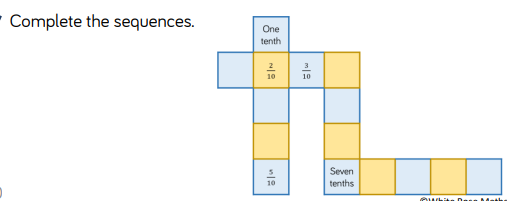 Complete the sequences.
One
tenth
2
10
3
10
5
10
Seven
tenths